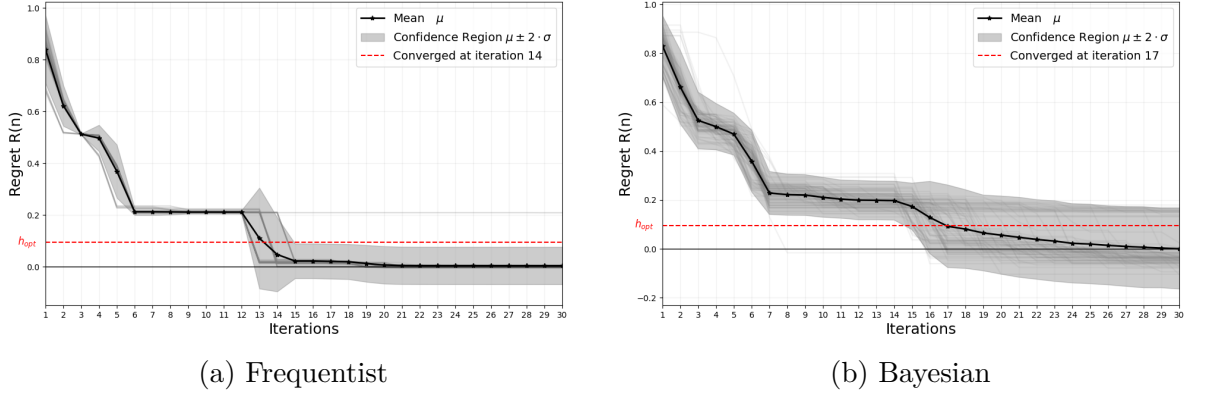 Mean μ
Confidence Region μ ± 2 · σ
Converged at iteration 14
Regret R(n)
1.0
0.8
0.6
0.4
0.2
h_opt
0.0
1 2 3 4 5 6 7 8 9 10 11 12 13 14 15 16 17 18 19 20 21 22 23 24 25 26 27 28 29 30
Iterations
(a) Frequentist
Mean μ
Confidence Region μ ± 2 · σ
Converged at iteration 17
Regret R(n)
1.0
0.8
0.6
0.4
0.2
h_opt
0.0
−0.2
1 2 3 4 5 6 7 8 9 10 11 12 13 14 15 16 17 18 19 20 21 22 23 24 25 26 27 28 29 30
Iterations
(b) Bayesian